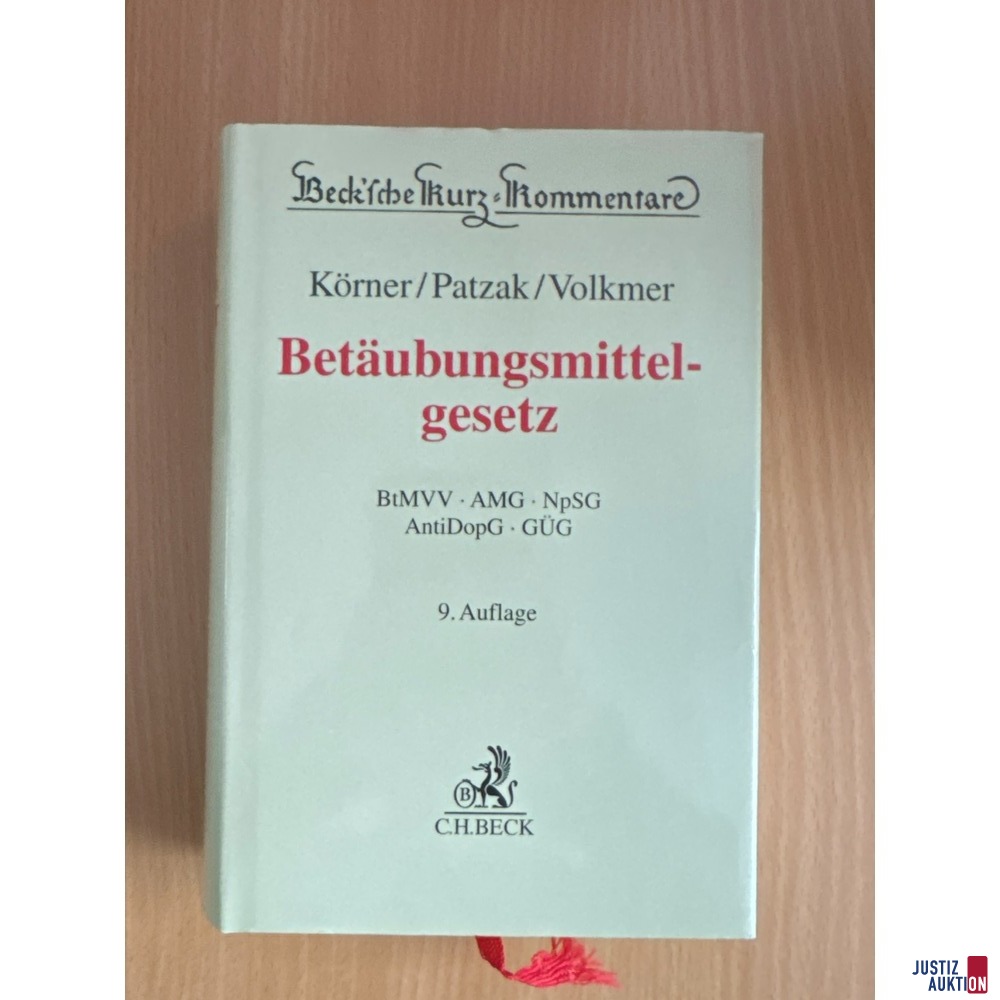 Beck'sche Kurz-Kommentare
Körner/Patzak/Volkmer
Betäubungsmittel-
gesetz
BtMVV · AMG · NpSG
AntiDopG · GÜG
9. Auflage
B
C.H.BECK
JUSTIZ
AUKTION